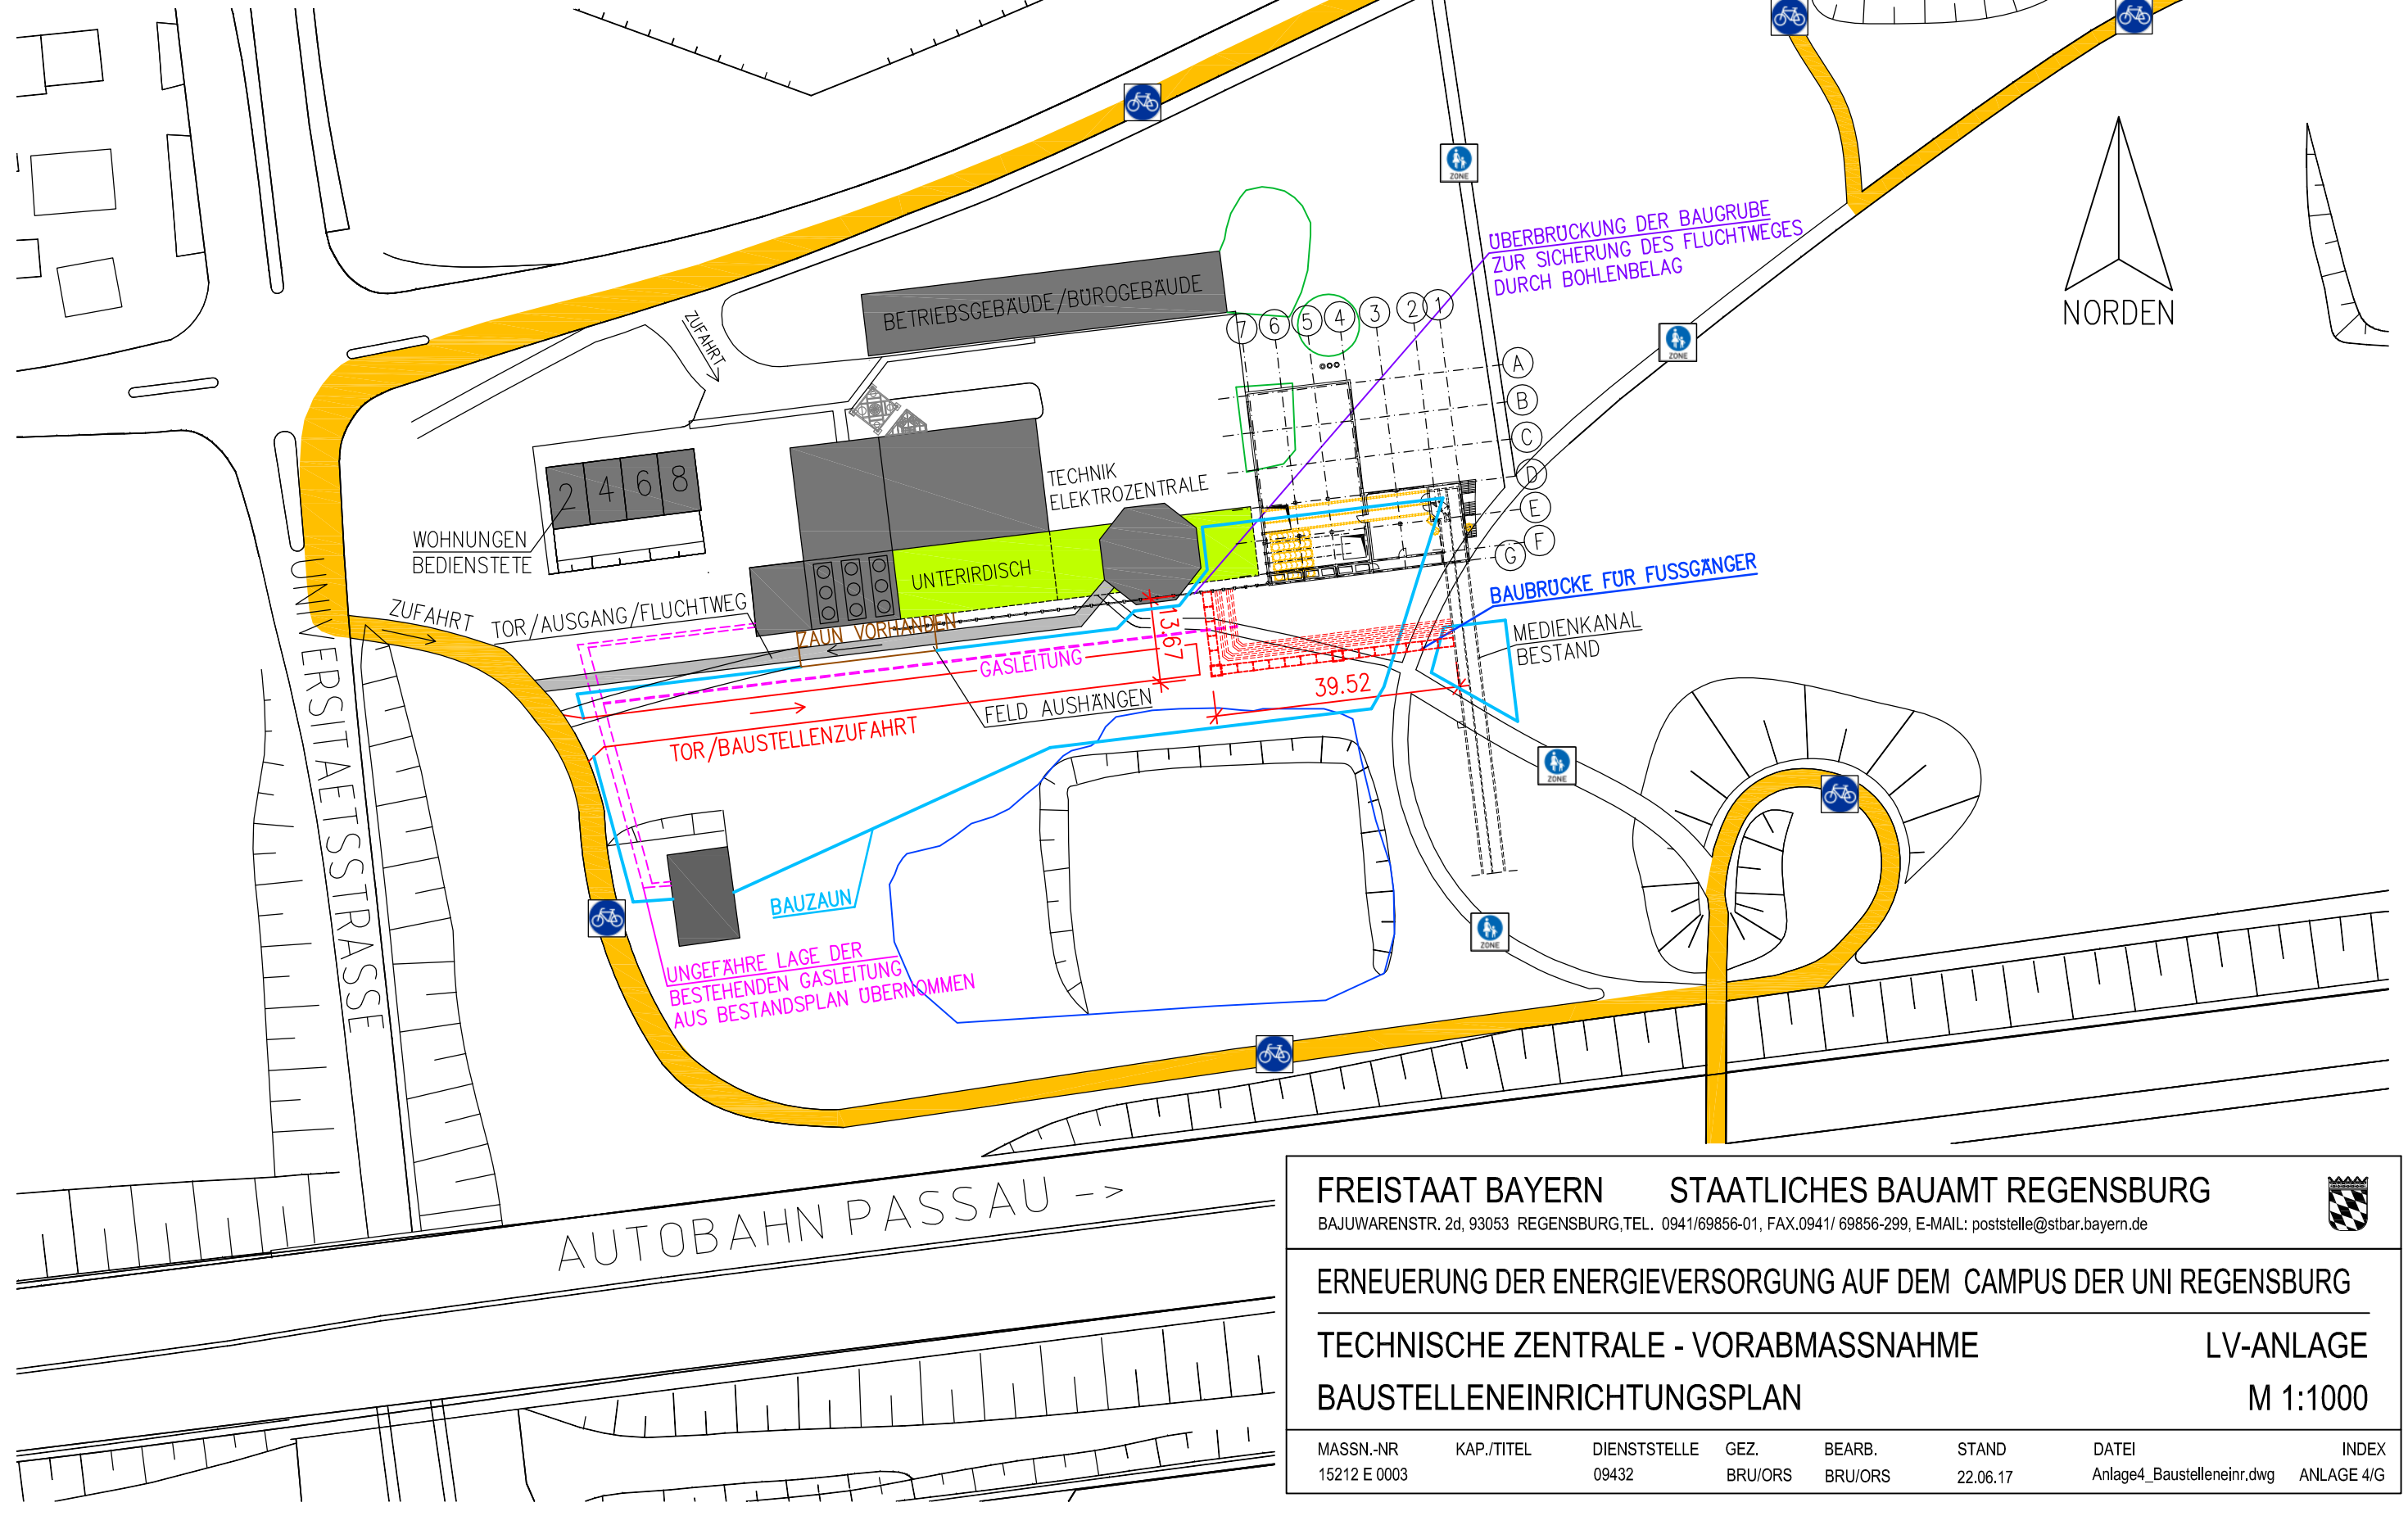 ZONE
ÜBERBRÜCKUNG DER BAUGRUBE
ZUR SICHERUNG DES FLUCHTWEGES
DURCH BOHLENBELAG
NORDEN
ZONE
BETRIEBSGEBÄUDE/BÜROGEBÄUDE
ZUFAHRT
7 6 5 4 3 2 1
A
B
C
D
E
F
G
TECHNIK
ELEKTROZENTRALE
2 4 6 8
WOHNUNGEN
BEDIENSTETE
UNTERIRDISCH
ZUFAHRT
TOR/AUSGANG/FLUCHTWEG
ZAUN VORHANDEN
GASLEITUNG
13.67
39.52
BAUBRÜCKE FÜR FUSSGÄNGER
MEDIENKANAL
BESTAND
FELD AUSHÄNGEN
TOR/BAUSTELLENZUFAHRT
UNIVERSITAETSSTRASSE
ZONE
BAUZAUN
ZONE
UNGEFÄHRE LAGE DER
BESTEHENDEN GASLEITUNG
AUS BESTANDSPLAN ÜBERNOMMEN
AUTOBAHN PASSAU ->
FREISTAAT BAYERN STAATLICHES BAUAMT REGENSBURG
BAJUWARENSTR. 2d, 93053 REGENSBURG,TEL. 0941/69856-01, FAX.0941/ 69856-299, E-MAIL: poststelle@stbar.bayern.de
ERNEUERUNG DER ENERGIEVERSORGUNG AUF DEM CAMPUS DER UNI REGENSBURG
TECHNISCHE ZENTRALE - VORABMASSNAHME LV-ANLAGE
BAUSTELLENEINRICHTUNGSPLAN M 1:1000
MASSN.-NR KAP./TITEL DIENSTSTELLE GEZ. BEARB. STAND DATEI INDEX
15212 E 0003 09432 BRU/ORS BRU/ORS 22.06.17 Anlage4_Baustelleneinr.dwg ANLAGE 4/G